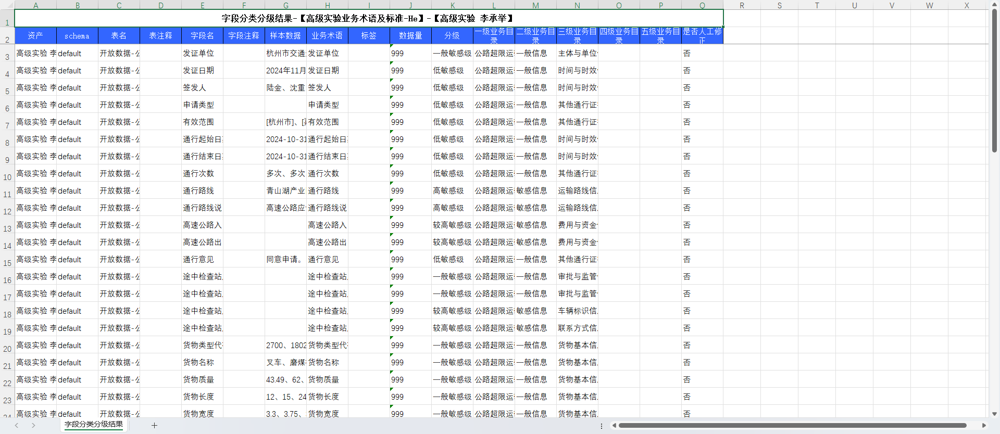 A B C D E F G H I J K L M N O P Q R S T U V W X
1 字段分类分级结果-【高级实验业务术语及标准-He】-【高级实验 李承举】
2 资产 schema 表名 表注释 字段名 字段注释 样本数据 业务术语 标签 数据量 分级 一级业务目录 二级业务目录 三级业务目录 四级业务目录 五级业务目录 是否人工修正
3 高级实验 李 default 开放数据-公 发证单位 杭州市交通 发证单位 999 一般敏感级 公路超限运 一般信息 主体与单位 否
4 高级实验 李 default 开放数据-公 发证日期 2024年11月 发证日期 999 低敏感级 公路超限运 一般信息 时间与时效 否
5 高级实验 李 default 开放数据-公 签发人 陆金、沈重 签发人 999 低敏感级 公路超限运 一般信息 时间与时效 否
6 高级实验 李 default 开放数据-公 申请类型 申请类型 999 低敏感级 公路超限运 一般信息 其他通行证 否
7 高级实验 李 default 开放数据-公 有效范围 [杭州市]、[ 有效范围 999 低敏感级 公路超限运 一般信息 其他通行证 否
8 高级实验 李 default 开放数据-公 通行起始日 2024-10-31 通行起始日 999 低敏感级 公路超限运 一般信息 时间与时效 否
9 高级实验 李 default 开放数据-公 通行结束日 2024-10-31 通行结束日 999 低敏感级 公路超限运 一般信息 时间与时效 否
10 高级实验 李 default 开放数据-公 通行次数 多次、多次 通行次数 999 低敏感级 公路超限运 一般信息 其他通行证 否
11 高级实验 李 default 开放数据-公 通行路线 青山湖产业 通行路线 999 高敏感级 公路超限运 敏感信息 运输路线信 否
12 高级实验 李 default 开放数据-公 通行路线说 高速公路应 通行路线说 999 高敏感级 公路超限运 敏感信息 运输路线信 否
13 高级实验 李 default 开放数据-公 高速公路入 高速公路入 999 较高敏感级 公路超限运 敏感信息 费用与资金 否
14 高级实验 李 default 开放数据-公 高速公路出 高速公路出 999 较高敏感级 公路超限运 敏感信息 费用与资金 否
15 高级实验 李 default 开放数据-公 通行意见 同意申请。 通行意见 999 低敏感级 公路超限运 一般信息 其他通行证 否
16 高级实验 李 default 开放数据-公 途中检查站 途中检查站 999 一般敏感级 公路超限运 一般信息 审批与监管 否
17 高级实验 李 default 开放数据-公 途中检查站 途中检查站 999 一般敏感级 公路超限运 一般信息 审批与监管 否
18 高级实验 李 default 开放数据-公 途中检查站 途中检查站 999 较高敏感级 公路超限运 敏感信息 车辆标识信 否
19 高级实验 李 default 开放数据-公 途中检查站 途中检查站 999 较高敏感级 公路超限运 敏感信息 联系方式信 否
20 高级实验 李 default 开放数据-公 货物类型代 2700、1802 货物类型代 999 一般敏感级 公路超限运 一般信息 货物基本信 否
21 高级实验 李 default 开放数据-公 货物名称 叉车、磨煤 货物名称 999 一般敏感级 公路超限运 一般信息 货物基本信 否
22 高级实验 李 default 开放数据-公 货物质量 43.49、62、 货物质量 999 一般敏感级 公路超限运 一般信息 货物基本信 否
23 高级实验 李 default 开放数据-公 货物长度 12、15、24 货物长度 999 一般敏感级 公路超限运 一般信息 货物基本信 否
高级实验 李 default 开放数据-公 货物宽度 3.3、3.75、 货物宽度 999 一般敏感级 公路超限运 一般信息 货物基本信 否
字段分类分级结果